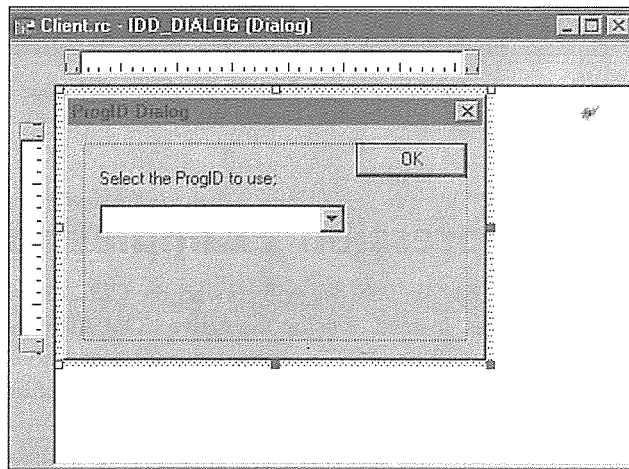 Client.rc - IDD_DIALOG (Dialog)
ProgID Dialog
OK
Select the ProgID to use: